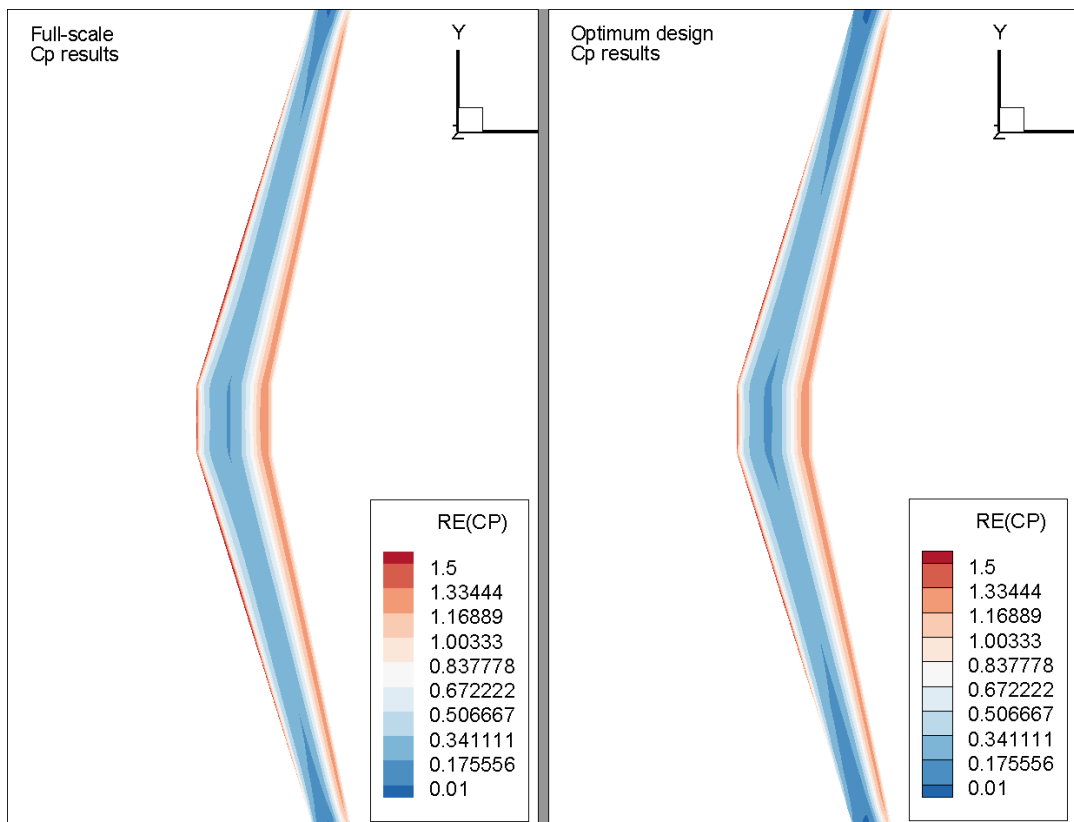 Full-scale
Cp results
Y
Z
RE(CP)
1.5
1.33444
1.16889
1.00333
0.837778
0.672222
0.506667
0.341111
0.175556
0.01
Optimum design
Cp results
Y
Z
RE(CP)
1.5
1.33444
1.16889
1.00333
0.837778
0.672222
0.506667
0.341111
0.175556
0.01